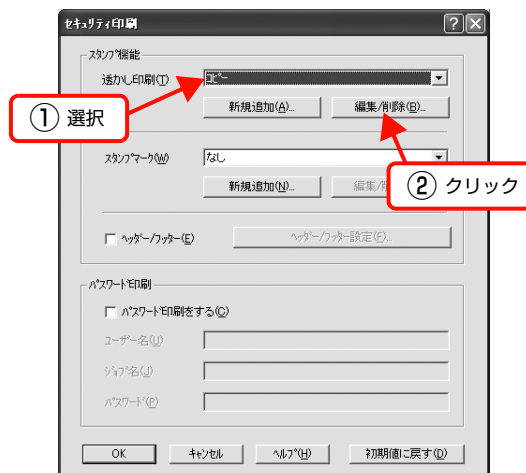 セキュリティ印刷
スタンプ機能
透かし印刷(T) コピー
新規追加(A)... 編集/削除(B)...
① 選択
スタンプマーク(W) なし
新規追加(N)... 編集/
② クリック
ヘッダー/フッター(E) ヘッダー/フッター設定(F)...
パスワード印刷
パスワード印刷をする(C)
ユーザー名(U)
ジョブ名(J)
パスワード(P)
OK キャンセル ヘルプ(H) 初期値に戻す(D)